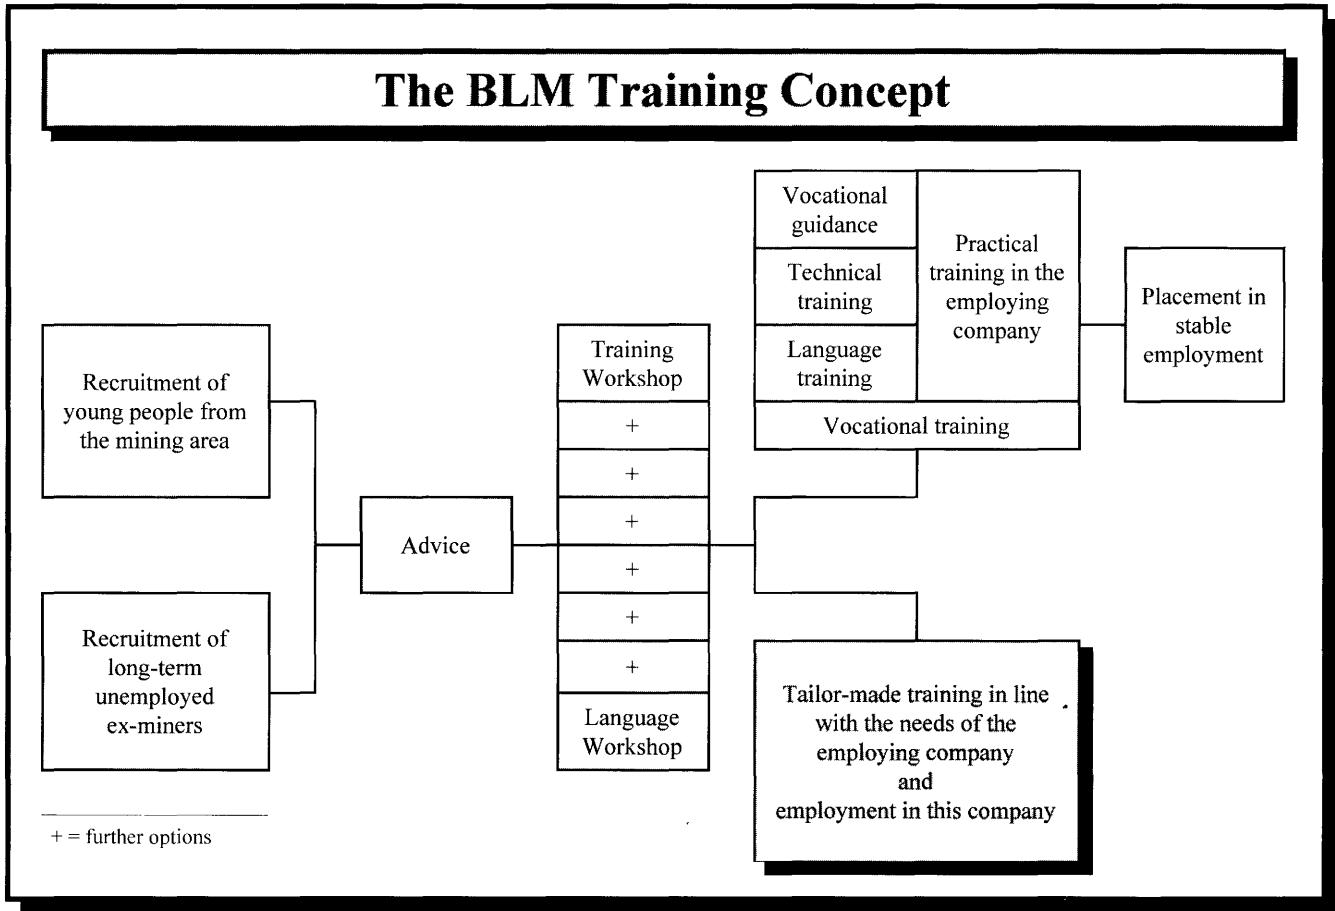 The BLM Training Concept
Recruitment of
young people from
the mining area
Recruitment of
long-term
unemployed
ex-miners
+ = further options
Advice
Training
Workshop
+
+
+
+
+
+
Language
Workshop
Vocational
guidance
Technical
training
Language
training
Practical
training in the
employing
company
Vocational training
Placement in
stable
employment
Tailor-made training in line
with the needs of the
employing company
and
employment in this company